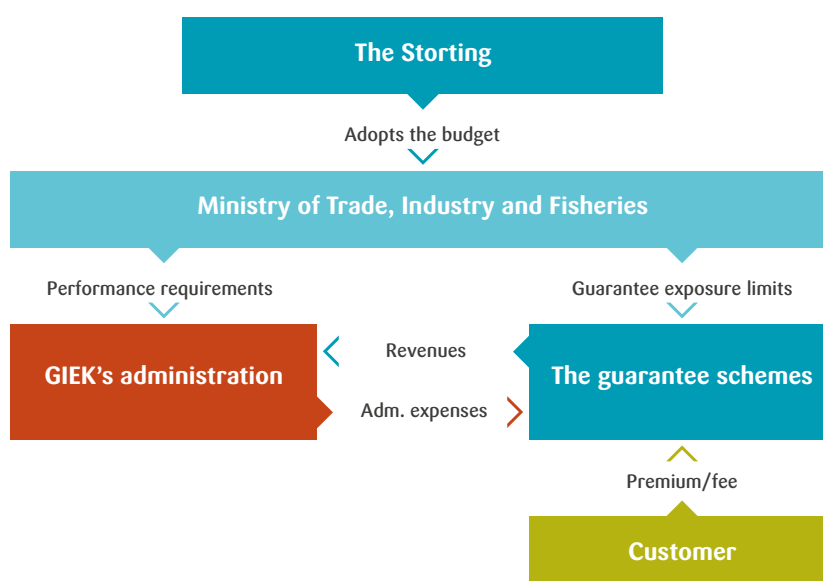 The Storting
Adopts the budget
Ministry of Trade, Industry and Fisheries
Performance requirements
Guarantee exposure limits
GIEK's administration
Revenues
The guarantee schemes
Adm. expenses
Premium/fee
Customer